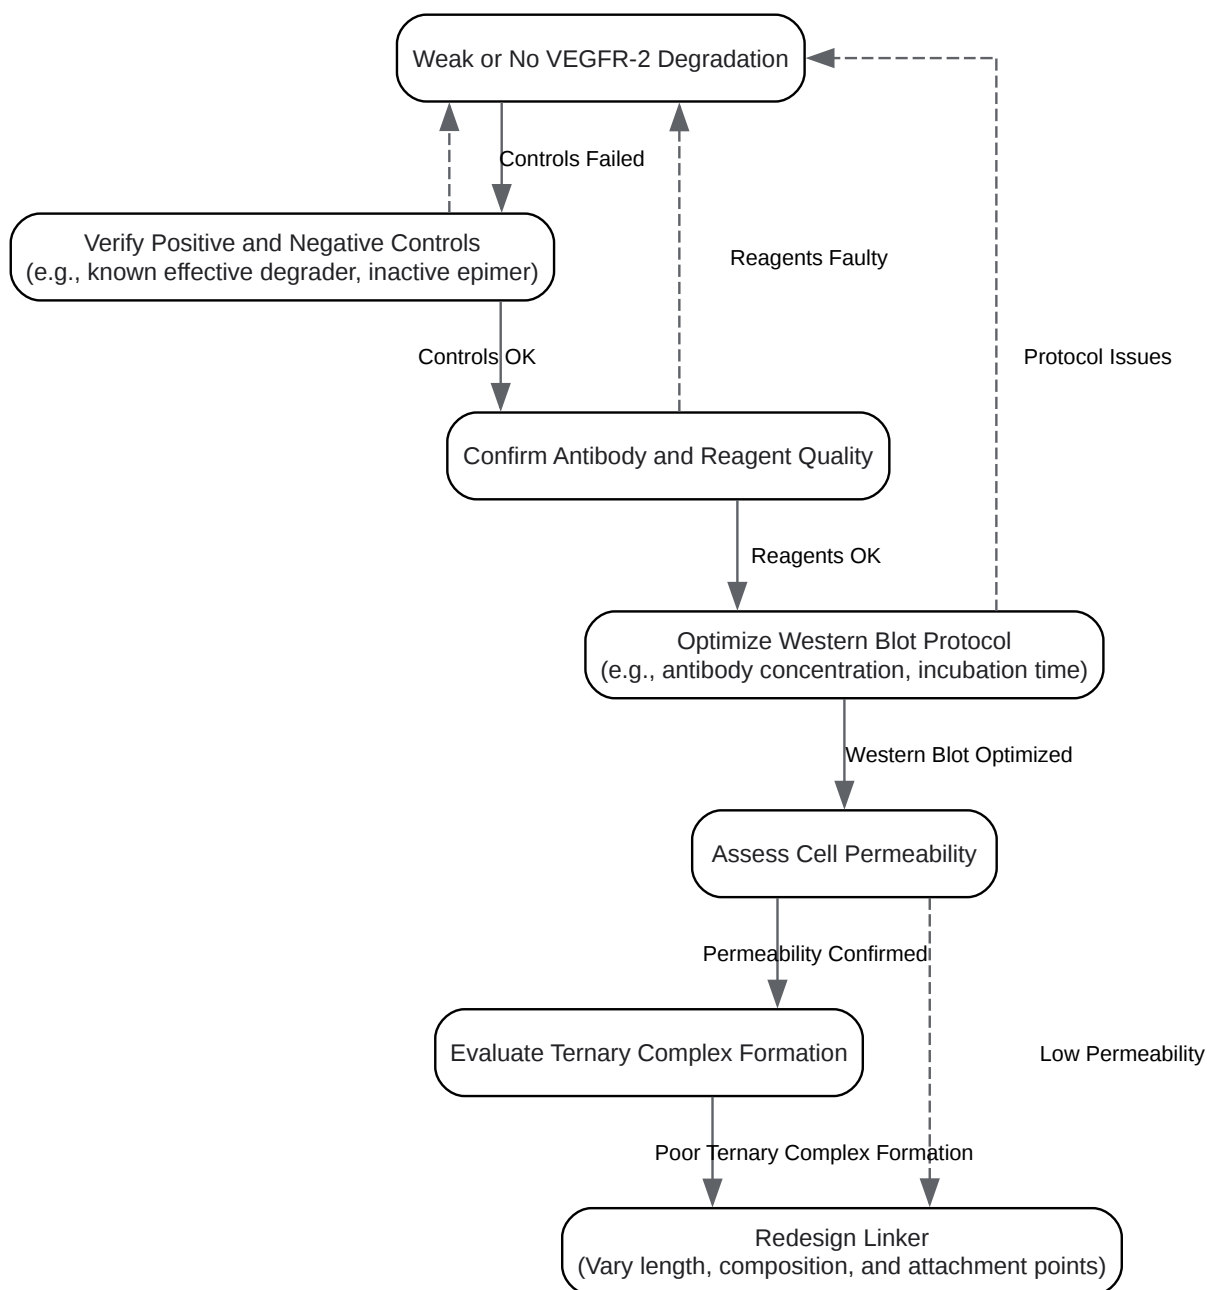 Weak or No VEGFR-2 Degradation
Controls Failed
Verify Positive and Negative Controls
(e.g., known effective degrader, inactive epimer)
Reagents Faulty
Controls OK
Protocol Issues
Confirm Antibody and Reagent Quality
Reagents OK
Optimize Western Blot Protocol
(e.g., antibody concentration, incubation time)
Western Blot Optimized
Assess Cell Permeability
Permeability Confirmed
Evaluate Ternary Complex Formation
Low Permeability
Poor Ternary Complex Formation
Redesign Linker
(Vary length, composition, and attachment points)